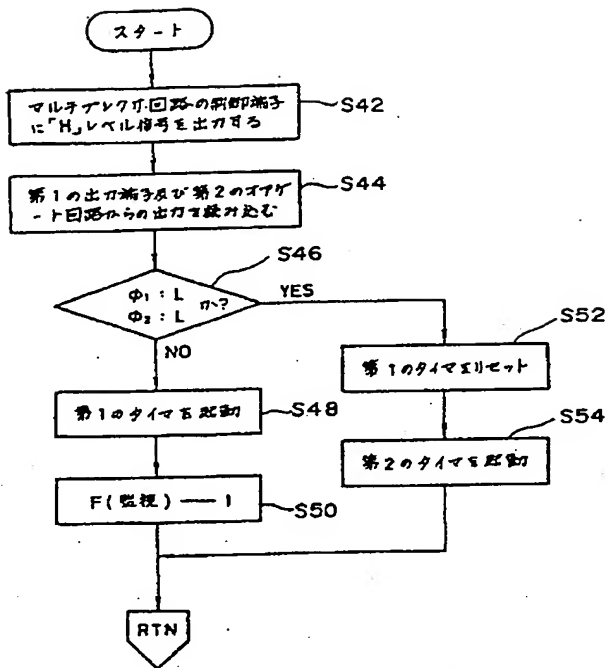 スタート
マルチプレクサ回路の制御端子
に「H」レベル信号を出力する
S42
第1の出力端子及び第2のオアゲ
ート回路からの出力を読み込む
S44
S46
Φ₁ : L
Φ₂ : L
か?
YES
NO
S52
第1のタイマをリセット
第1のタイマを起動
S48
S54
第2のタイマを起動
F(監視)── 1
S50
RTN